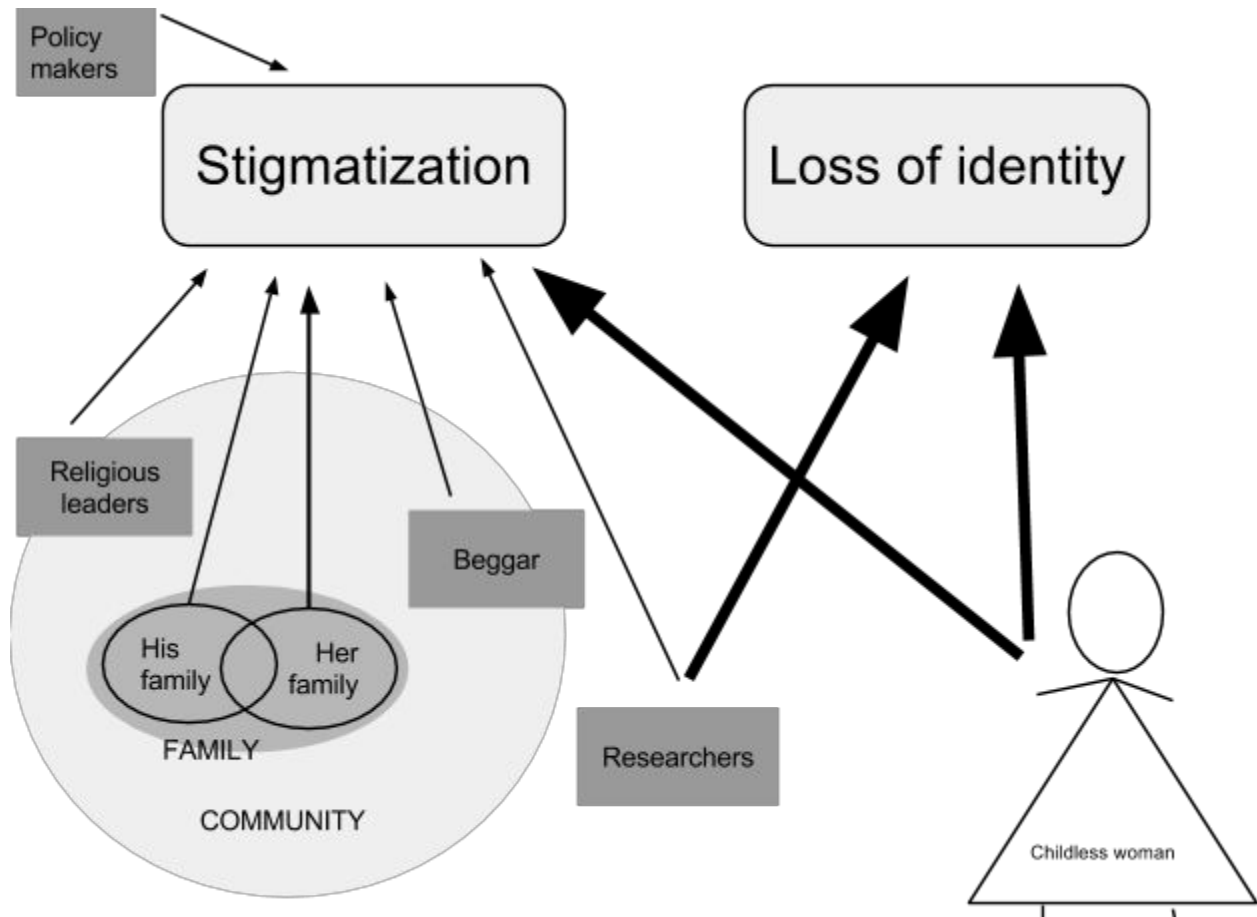 Policy
makers
Stigmatization
Loss of identity
Religious
leaders
Beggar
His
family
Her
family
FAMILY
Researchers
COMMUNITY
Childless woman